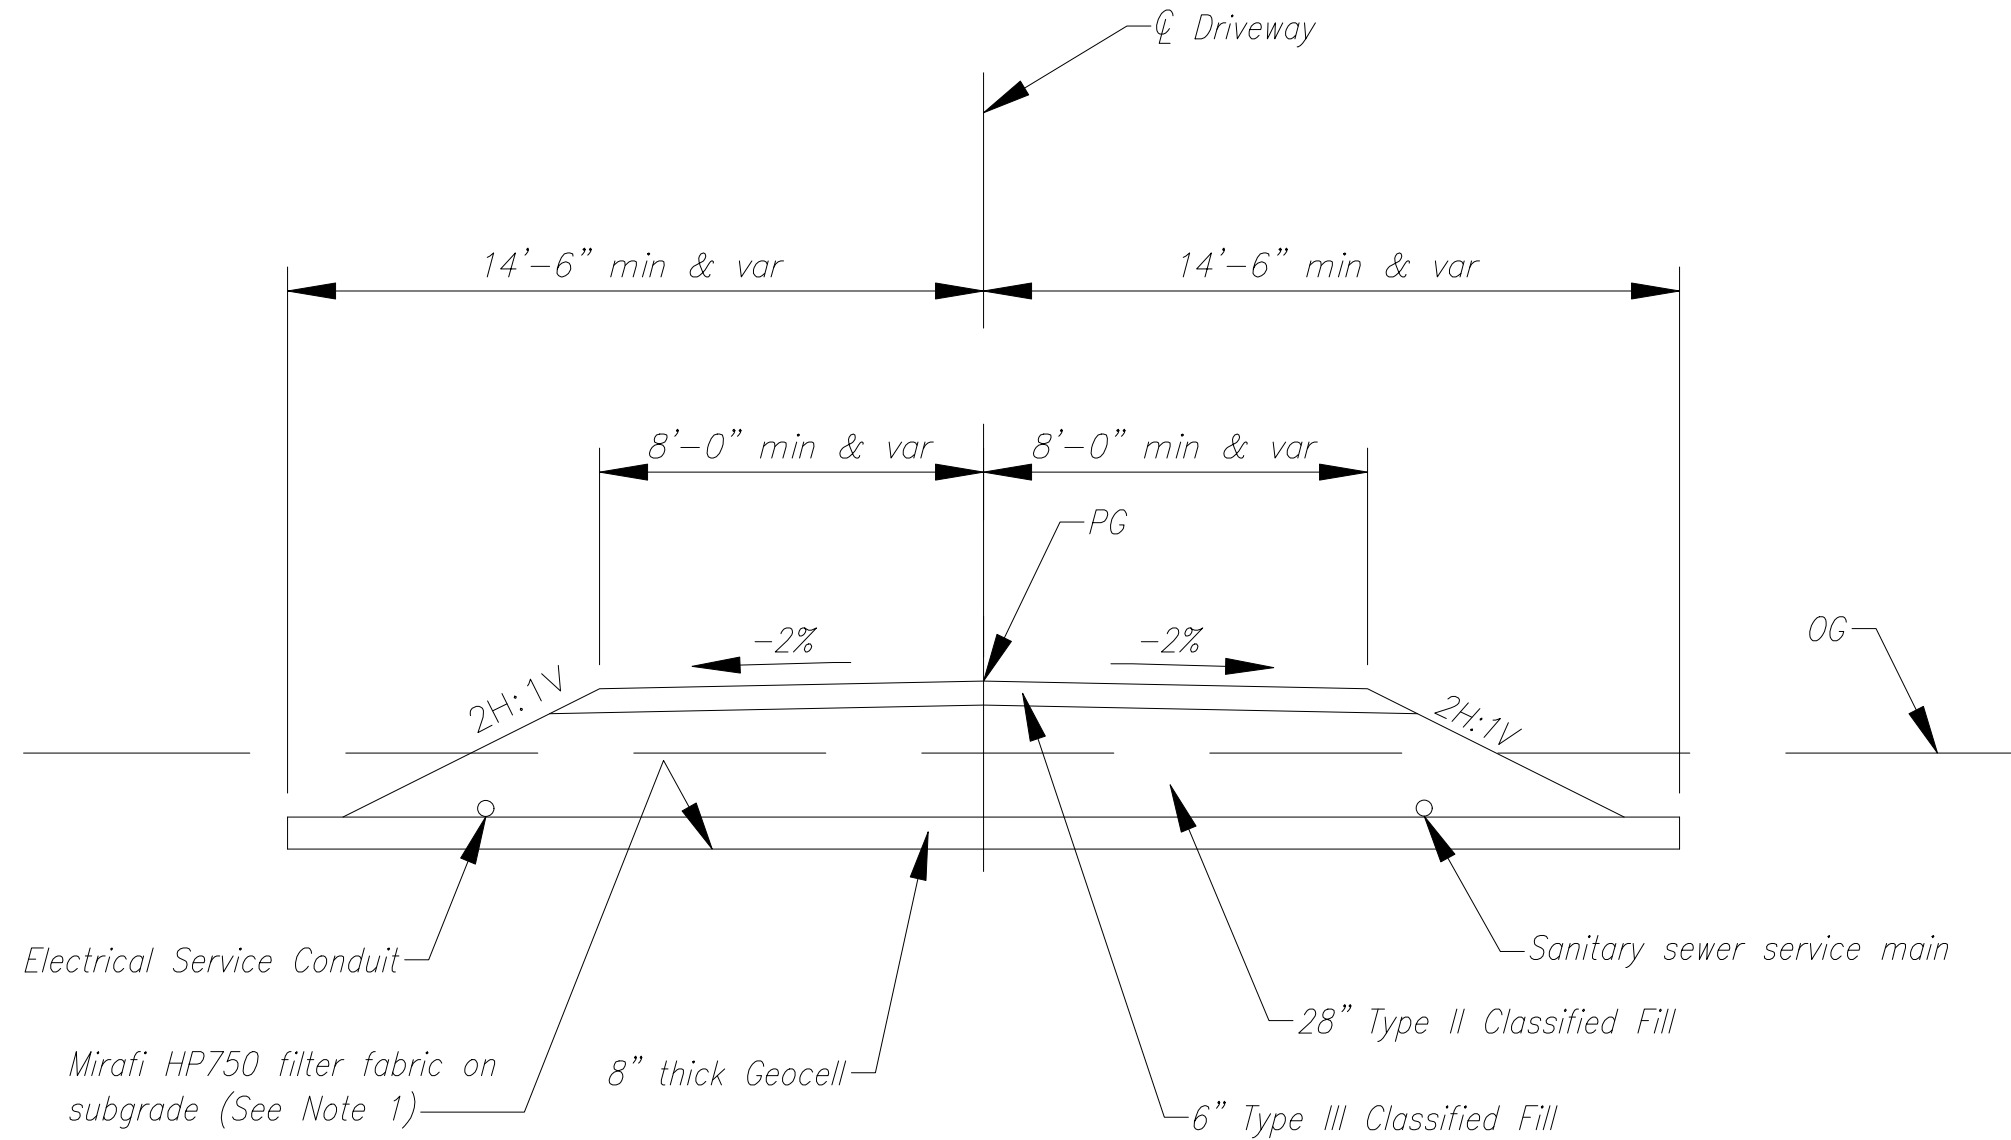 ℄ Driveway
14'-6" min & var
14'-6" min & var
8'-0" min & var
8'-0" min & var
PG
-2%
-2%
OG
2H:1V
2H:1V
Electrical Service Conduit
Sanitary sewer service main
28" Type II Classified Fill
Mirafi HP750 filter fabric on
subgrade (See Note 1)
8" thick Geocell
6" Type III Classified Fill